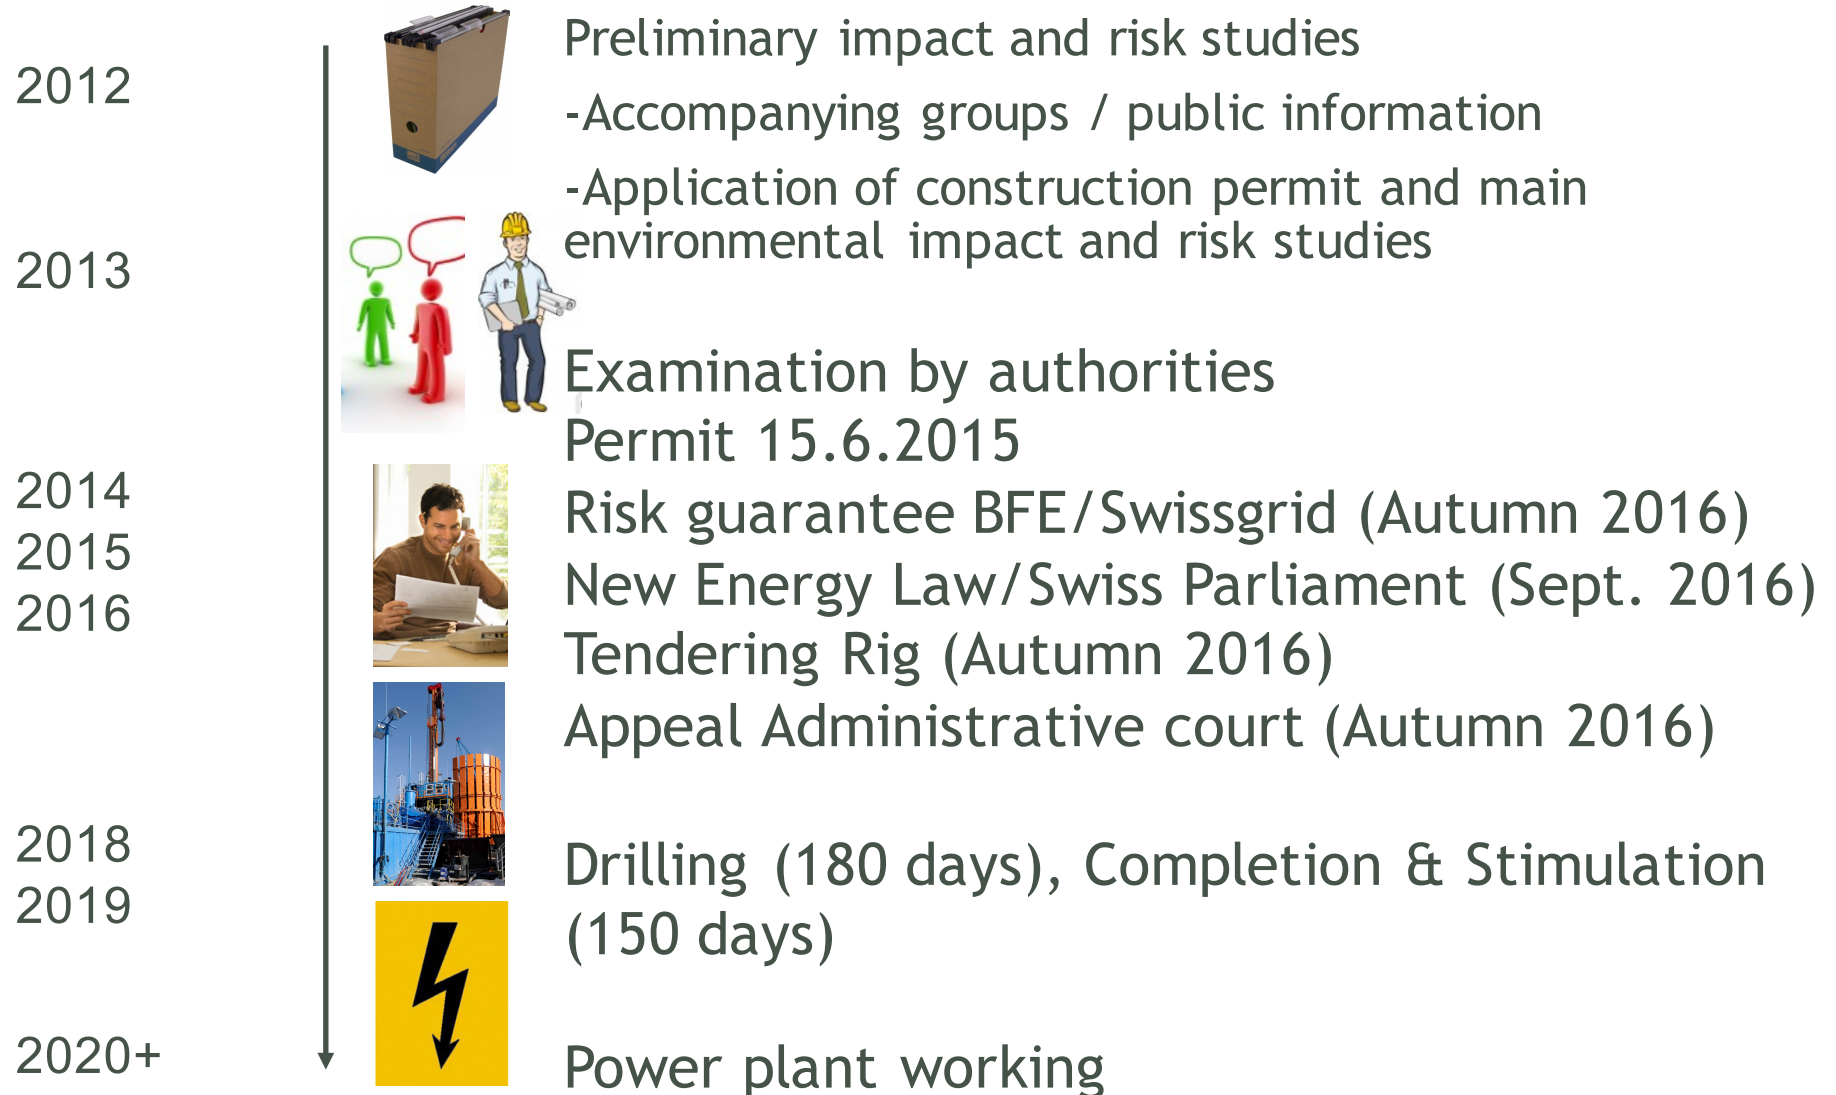 Preliminary impact and risk studies
2012
-Accompanying groups / public information
-Application of construction permit and main
environmental impact and risk studies
2013
Examination by authorities
Permit 15.6.2015
2014
Risk guarantee BFE/Swissgrid (Autumn 2016)
2015
New Energy Law/Swiss Parliament (Sept. 2016)
2016
Tendering Rig (Autumn 2016)
Appeal Administrative court (Autumn 2016)
2018
Drilling (180 days), Completion & Stimulation
2019
(150 days)
2020+
Power plant working